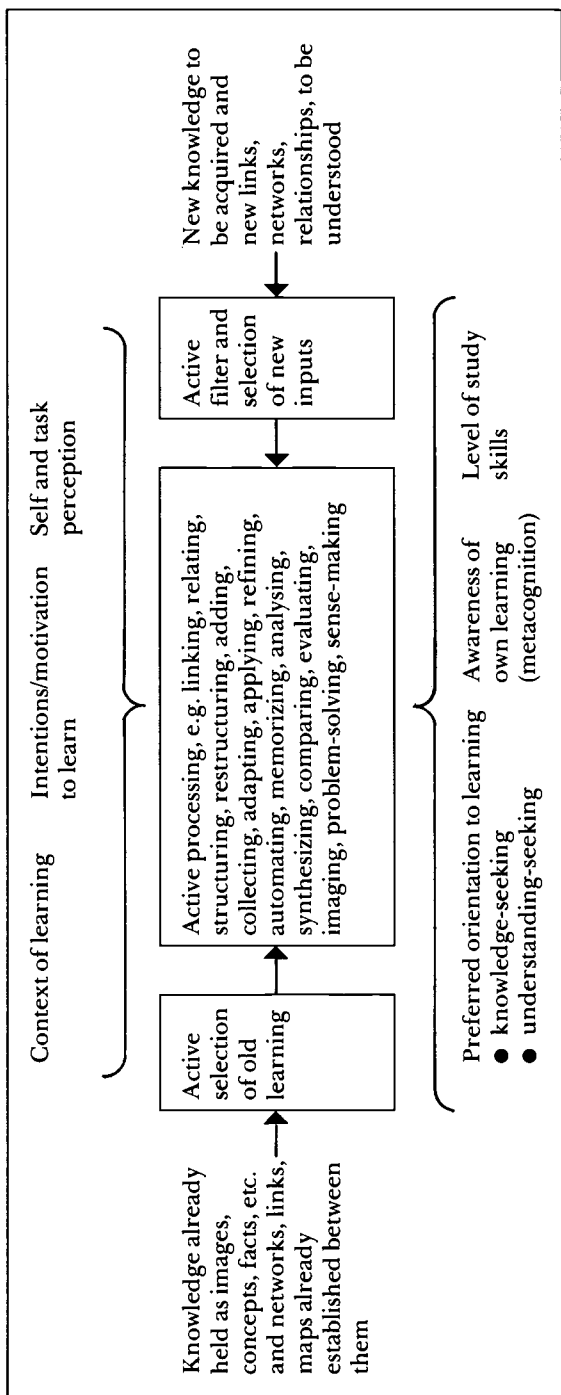 Context of learning
Intentions/motivation
to learn
Self and task
perception
Knowledge already
held as images,
concepts, facts, etc.
and networks, links,
maps already
established between
them
Active
selection
of old
learning
Active processing, e.g. linking, relating,
structuring, restructuring, adding,
collecting, adapting, applying, refining,
automating, memorizing, analysing,
synthesizing, comparing, evaluating,
imaging, problem-solving, sense-making
Active
filter and
selection
of new
inputs
New knowledge to
be acquired and
new links,
networks,
relationships, to be
understood
Preferred orientation to learning
● knowledge-seeking
● understanding-seeking
Awareness of
own learning
(metacognition)
Level of study
skills